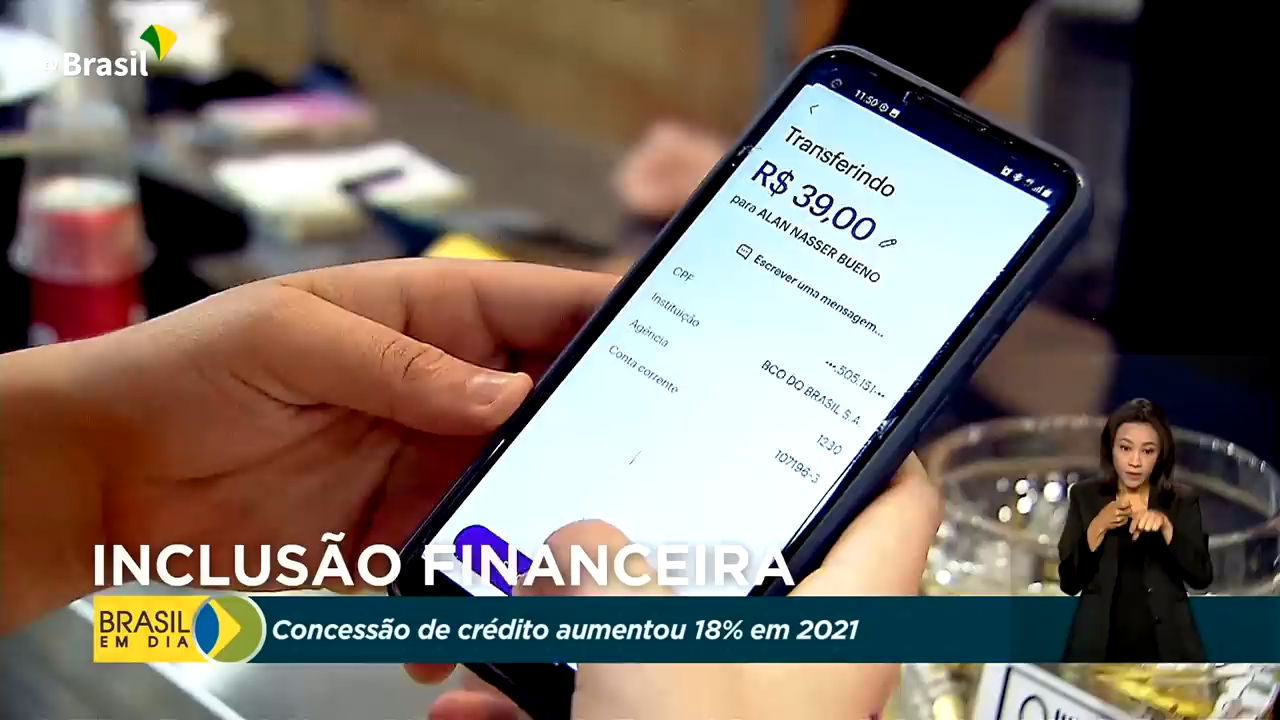 tv Brasil
11:50
Transferindo
R$ 39,00
para ALAN NASSER BUENO
Escrever uma mensagem...
CPF
•••.505.151-••
Instituição
BCO DO BRASIL S.A
Agência
1230
Conta corrente
107196-3
INCLUSÃO FINANCEIRA
BRASIL
EM DIA
Concessão de crédito aumentou 18% em 2021